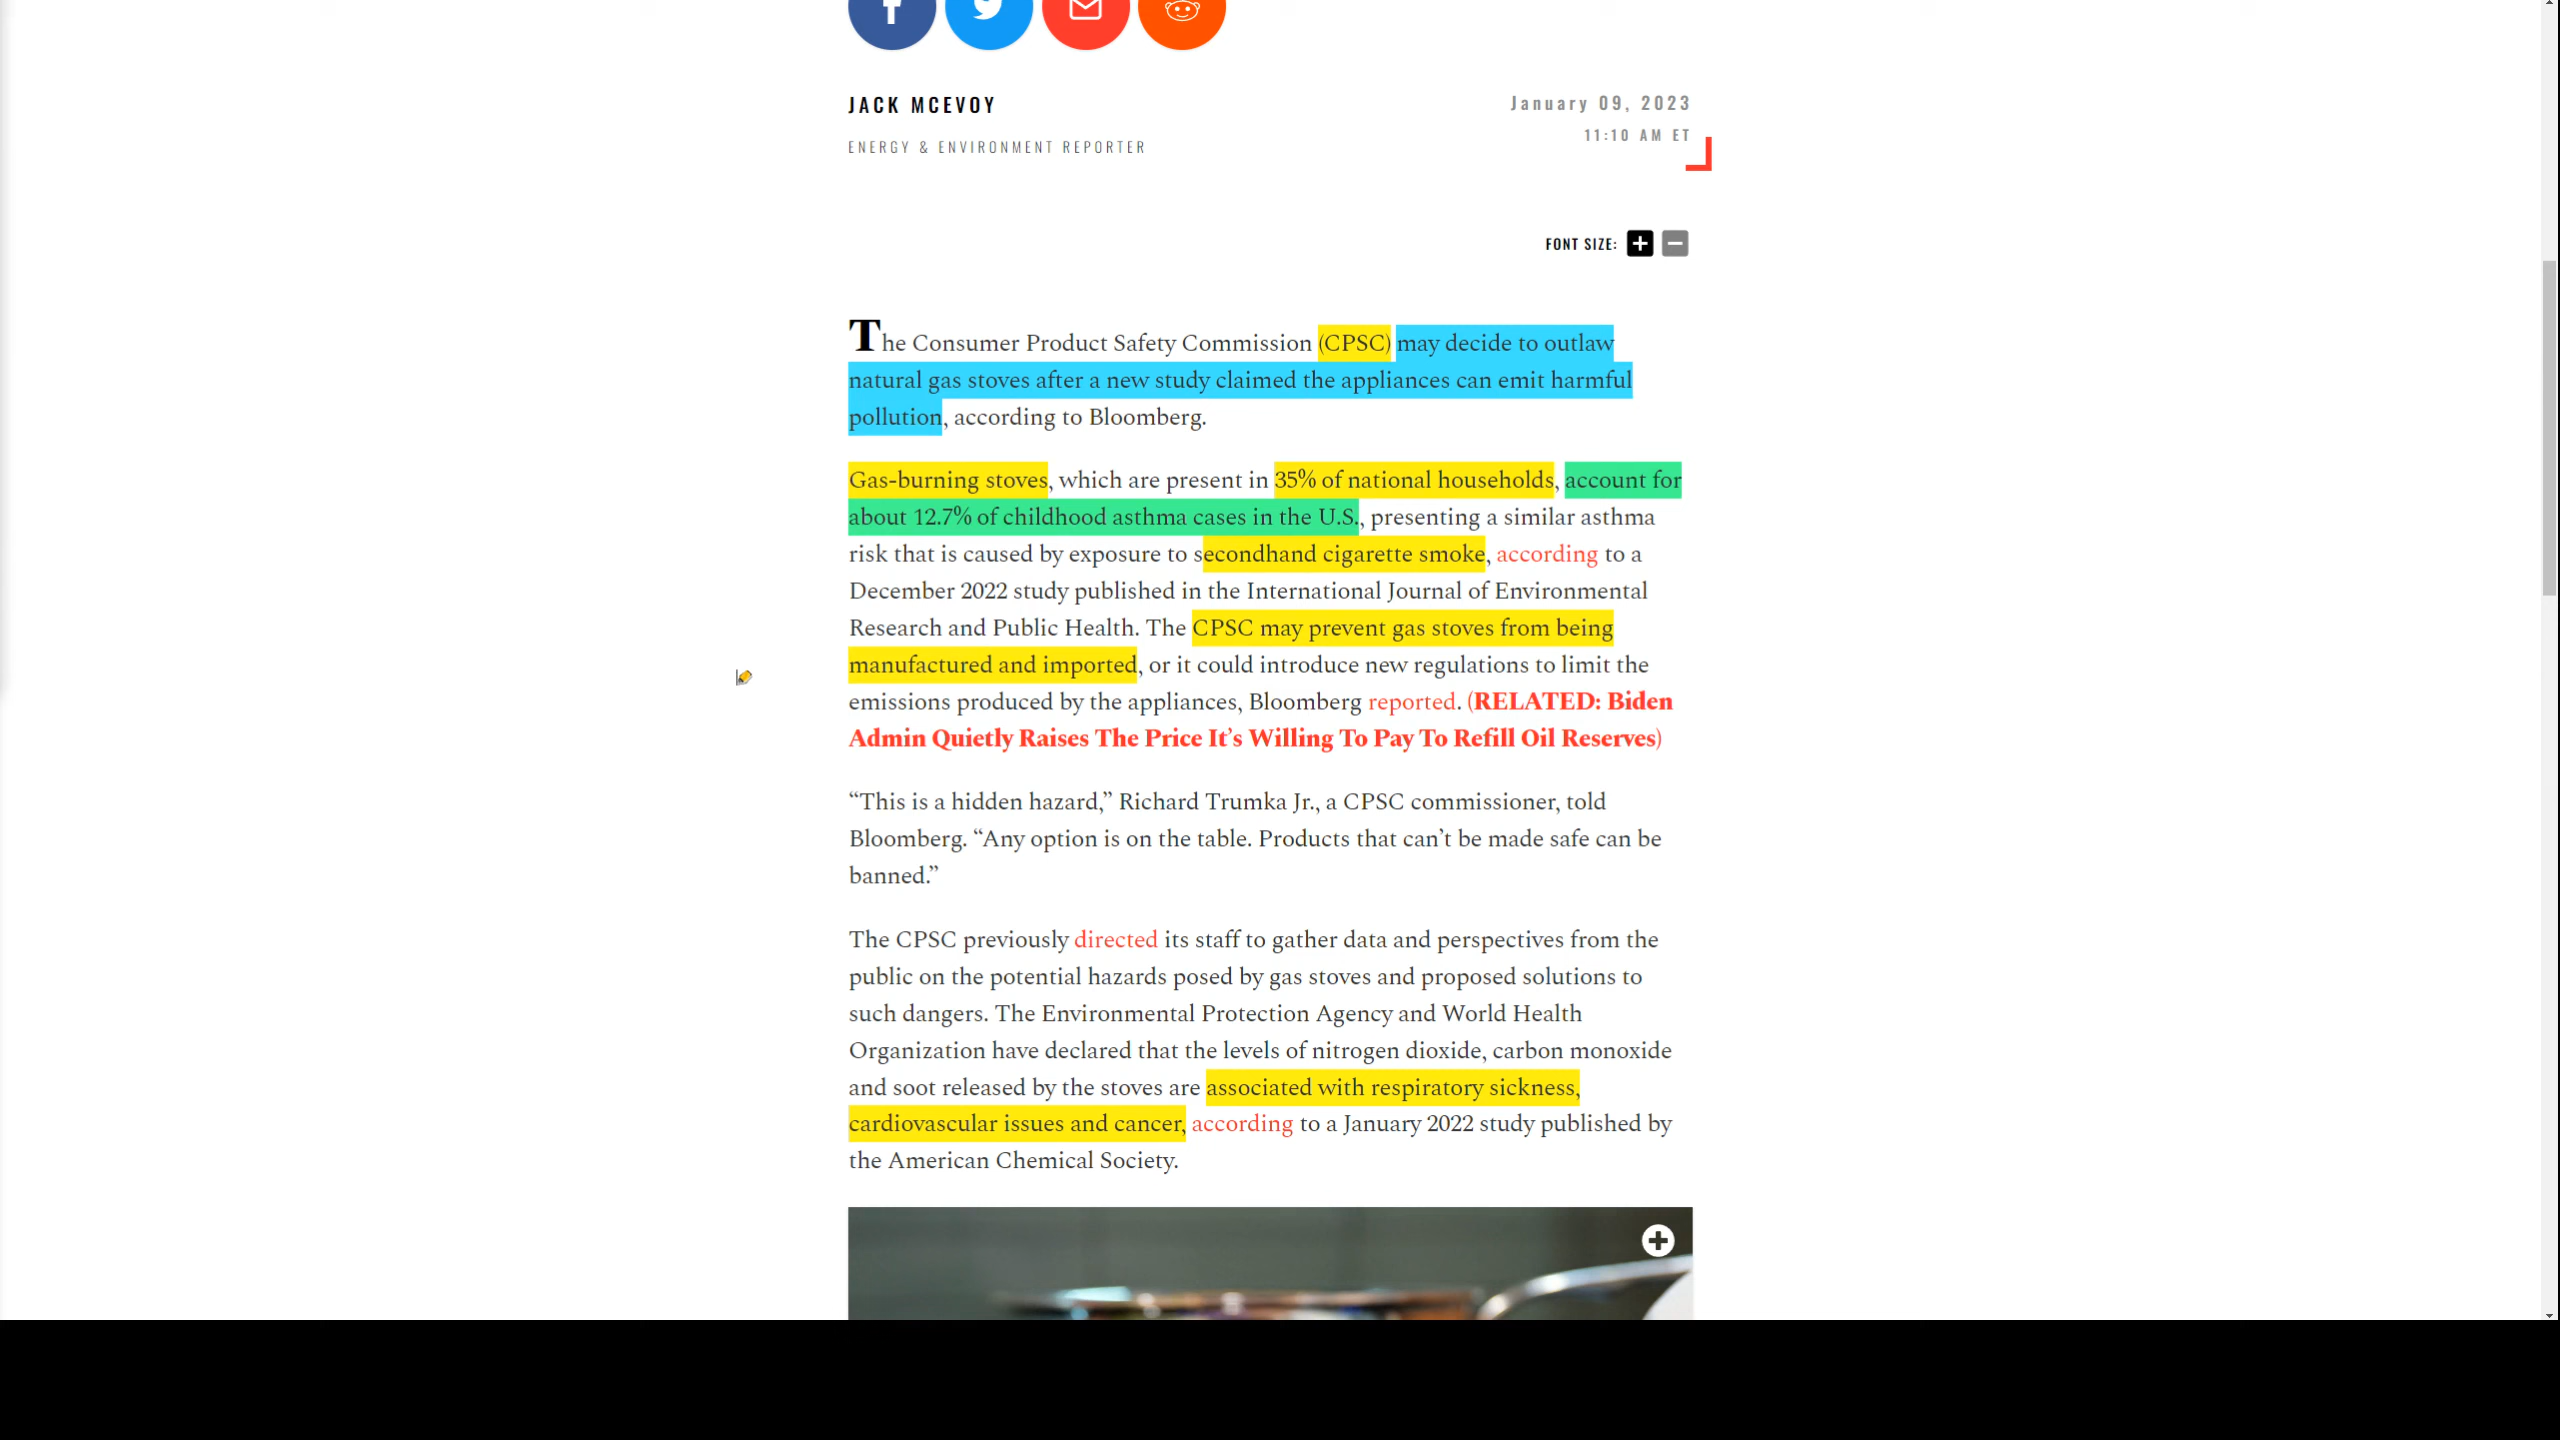 JACK MCEVOY
ENERGY & ENVIRONMENT REPORTER
January 09, 2023
11:10 AM ET
FONT SIZE:
The Consumer Product Safety Commission (CPSC) may decide to outlaw
natural gas stoves after a new study claimed the appliances can emit harmful
pollution, according to Bloomberg.
Gas-burning stoves, which are present in 35% of national households, account for
about 12.7% of childhood asthma cases in the U.S., presenting a similar asthma
risk that is caused by exposure to secondhand cigarette smoke, according to a
December 2022 study published in the International Journal of Environmental
Research and Public Health. The CPSC may prevent gas stoves from being
manufactured and imported, or it could introduce new regulations to limit the
emissions produced by the appliances, Bloomberg reported. (RELATED: Biden
Admin Quietly Raises The Price It’s Willing To Pay To Refill Oil Reserves)
“This is a hidden hazard,” Richard Trumka Jr., a CPSC commissioner, told
Bloomberg. “Any option is on the table. Products that can’t be made safe can be
banned.”
The CPSC previously directed its staff to gather data and perspectives from the
public on the potential hazards posed by gas stoves and proposed solutions to
such dangers. The Environmental Protection Agency and World Health
Organization have declared that the levels of nitrogen dioxide, carbon monoxide
and soot released by the stoves are associated with respiratory sickness,
cardiovascular issues and cancer, according to a January 2022 study published by
the American Chemical Society.